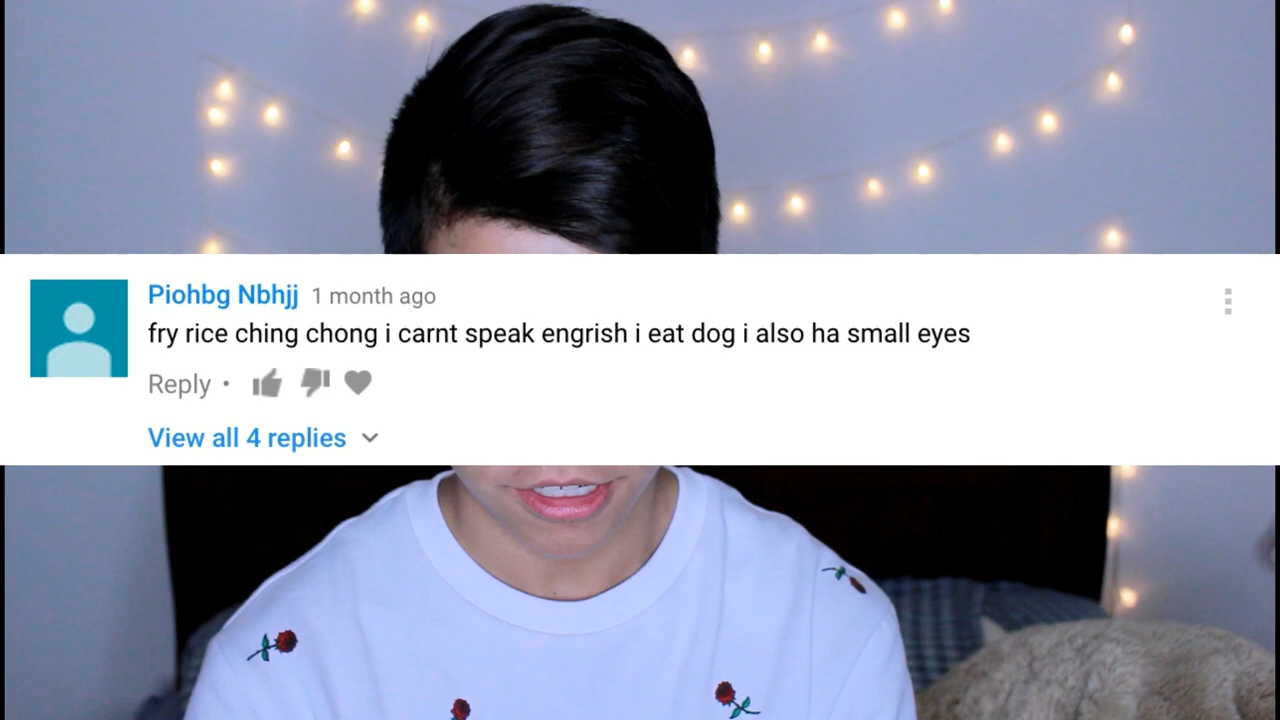 Piohbg Nbhjj 1 month ago
fry rice ching chong i carnt speak engrish i eat dog i also ha small eyes
Reply •
View all 4 replies